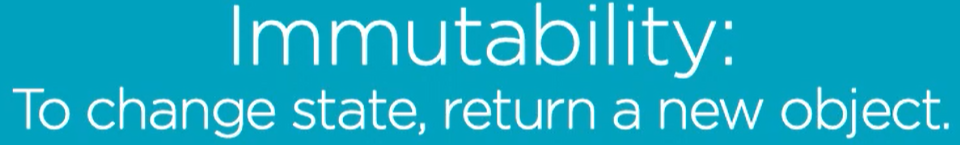 Immutability:
To change state, return a new object.